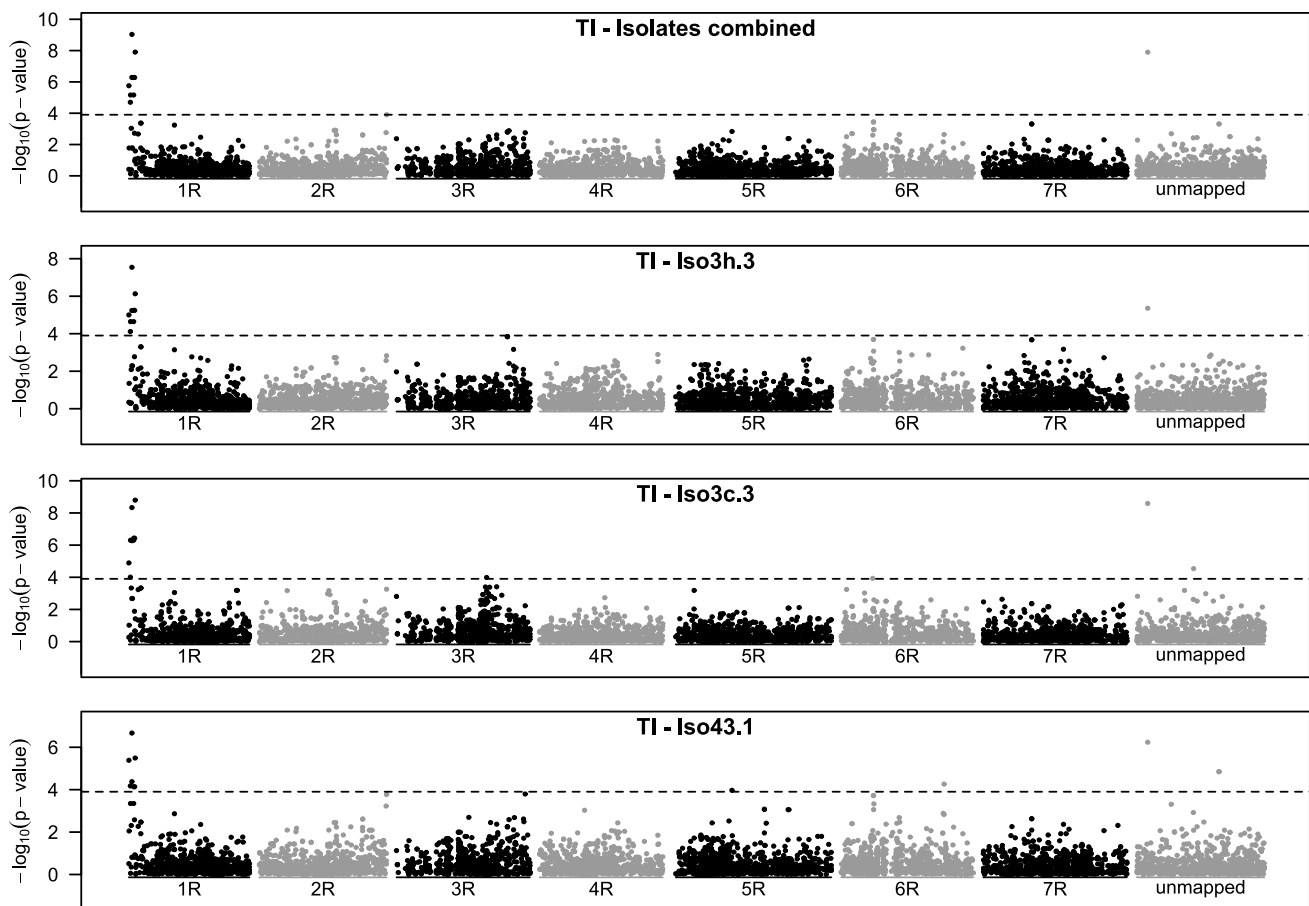 TI - Isolates combined
−log10(p − value)
10
8
6
4
2
0
1R 2R 3R 4R 5R 6R 7R unmapped
TI - Iso3h.3
−log10(p − value)
8
6
4
2
0
1R 2R 3R 4R 5R 6R 7R unmapped
TI - Iso3c.3
−log10(p − value)
10
8
6
4
2
0
1R 2R 3R 4R 5R 6R 7R unmapped
TI - Iso43.1
−log10(p − value)
6
4
2
0
1R 2R 3R 4R 5R 6R 7R unmapped